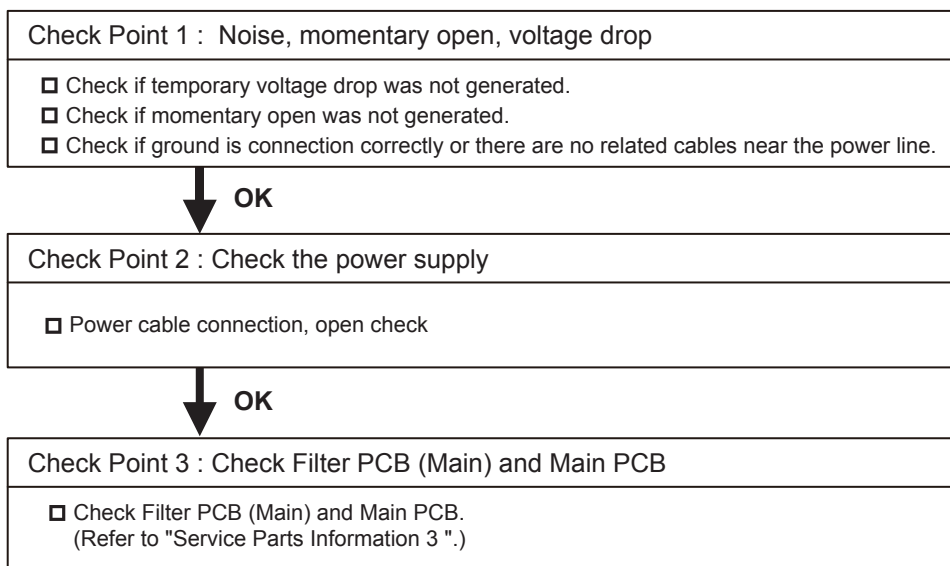 Check Point 1 : Noise, momentary open, voltage drop
Check if temporary voltage drop was not generated.
Check if momentary open was not generated.
Check if ground is connection correctly or there are no related cables near the power line.
OK
Check Point 2 : Check the power supply
Power cable connection, open check
OK
Check Point 3 : Check Filter PCB (Main) and Main PCB
Check Filter PCB (Main) and Main PCB.
(Refer to "Service Parts Information 3 ".)